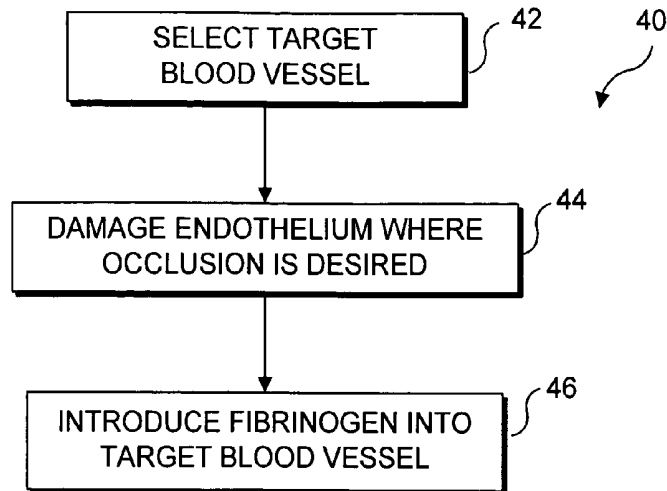 SELECT TARGET
BLOOD VESSEL
42
40
DAMAGE ENDOTHELIUM WHERE
OCCLUSION IS DESIRED
44
INTRODUCE FIBRINOGEN INTO
TARGET BLOOD VESSEL
46